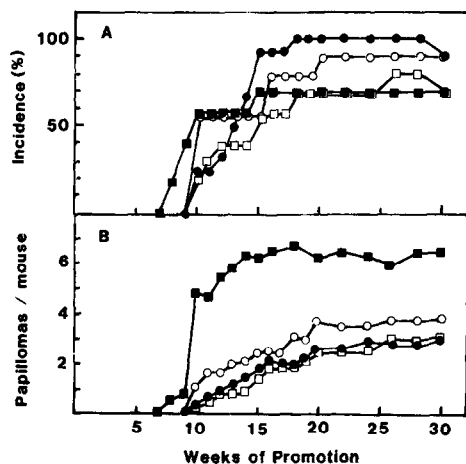 A
100
50
Incidence (%)
B
6
4
2
Papillomas / mouse
5 10 15 20 25 30
Weeks of Promotion